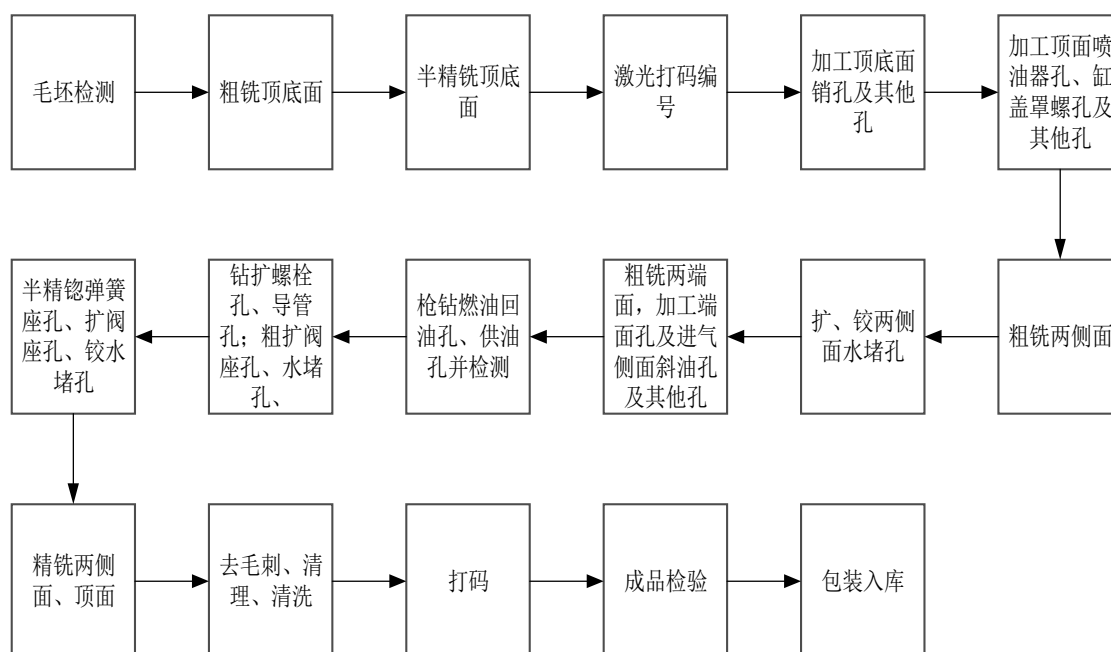 毛坯检测
粗铣顶底面
半精铣顶底
面
激光打码编
号
加工顶底面
销孔及其他
孔
加工顶面喷
油器孔、缸
盖罩螺孔及
其他孔
粗铣两侧面
扩、铰两侧
面水堵孔
粗铣两端
面，加工端
面孔及进气
侧面斜油孔
及其他孔
枪钻燃油回
油孔、供油
孔并检测
钻扩螺栓
孔、导管
孔；粗扩阀
座孔、水堵
孔、
半精锪弹簧
座孔、扩阀
座孔、铰水
堵孔
精铣两侧
面、顶面
去毛刺、清
理、清洗
打码
成品检验
包装入库